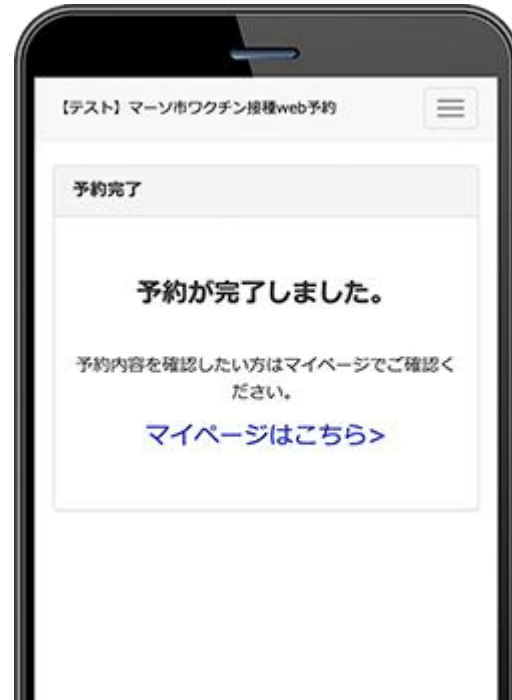 【テスト】マーソ市ワクチン接種web予約
予約完了
予約が完了しました。
予約内容を確認したい方はマイページでご確認く
ださい。
マイページはこちら>